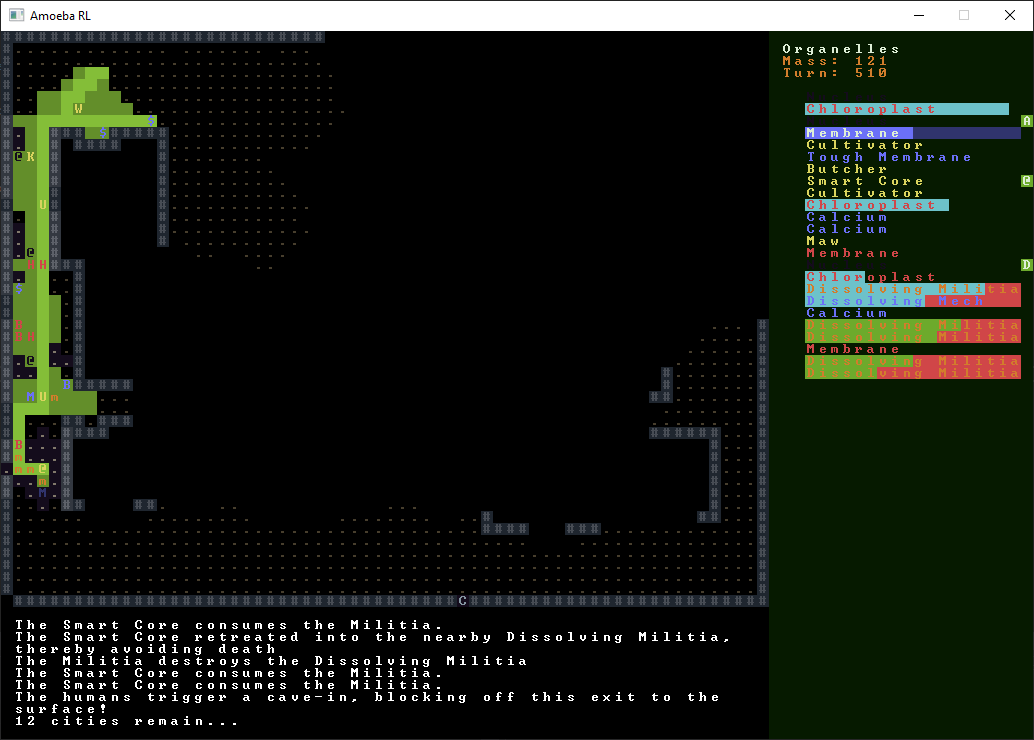 Amoeba RL
Organelles
Mass: 121
Turn: 510
Chloroplast
A
Membrane
Cultivator
Tough Membrane
Butcher
Smart Core
@
Cultivator
Chloroplast
Calcium
Calcium
Maw
Membrane
D
Chloroplast
Dissolving Militia
Dissolving Mech
Calcium
Dissolving Militia
Dissolving Militia
Membrane
Dissolving Militia
Dissolving Militia
W
S
S
@ K
U
@
H
S
B
H
@
B
M U m
B
m
m m @
m
M
C
The Smart Core consumes the Militia.
The Smart Core retreated into the nearby Dissolving Militia,
thereby avoiding death
The Militia destroys the Dissolving Militia
The Smart Core consumes the Militia.
The Smart Core consumes the Militia.
The humans trigger a cave-in, blocking off this exit to the
surface!
12 cities remain...